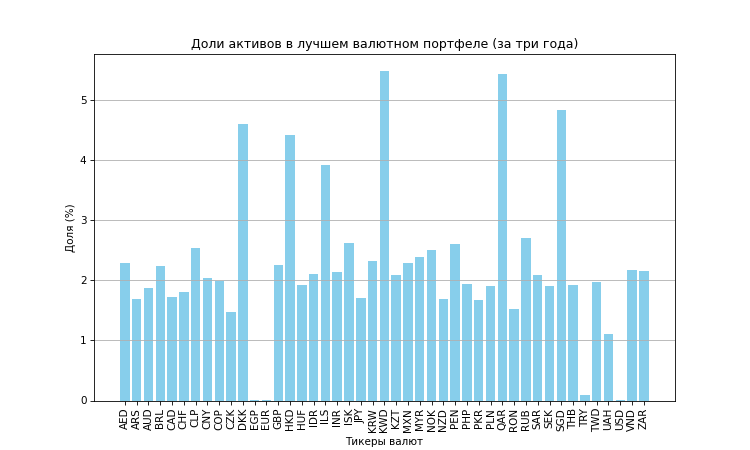 Доли активов в лучшем валютном портфеле (за три года)
Доля (%)
5
4
3
2
1
0
AED ARS AUD BRL CAD CHF CLP CNY COP CZK DKK EGP EUR GBP HKD HUF IDR ILS INR ISK JPY KRW KWD KZT MXN MYR NOK NZD PEN PHP PKR PLN QAR RON RUB SAR SEK SGD THB TRY TWD UAH USD VND ZAR
Тикеры валют